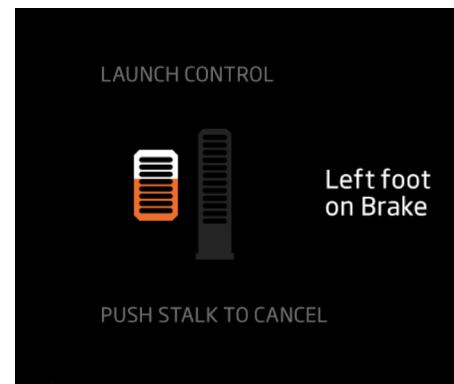 LAUNCH CONTROL
Left foot
on Brake
PUSH STALK TO CANCEL